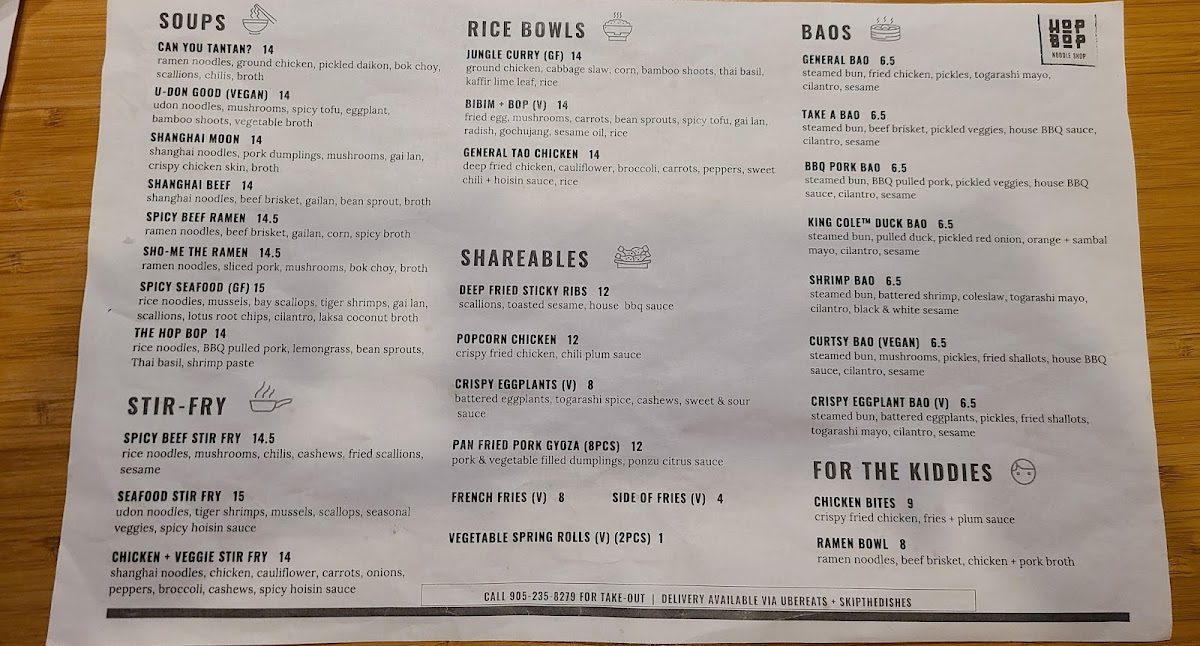 SOUPS
CAN YOU TANTAN? 14
ramen noodles, ground chicken, pickled daikon, bok choy,
scallions, chilis, broth
U-DON GOOD (VEGAN) 14
udon noodles, mushrooms, spicy tofu, eggplant,
bamboo shoots, vegetable broth
SHANGHAI MOON 14
shanghai noodles, pork dumplings, mushrooms, gai lan,
crispy chicken skin, broth
SHANGHAI BEEF 14
shanghai noodles, beef brisket, gailan, bean sprout, broth
SPICY BEEF RAMEN 14.5
ramen noodles, beef brisket, gailan, corn, spicy broth
SHO-ME THE RAMEN 14.5
ramen noodles, sliced pork, mushrooms, bok choy, broth
SPICY SEAFOOD (GF) 15
rice noodles, mussels, bay scallops, tiger shrimps, gai lan,
scallions, lotus root chips, cilantro, laksa coconut broth
THE HOP BOP 14
rice noodles, BBQ pulled pork, lemongrass, bean sprouts,
Thai basil, shrimp paste
STIR-FRY
SPICY BEEF STIR FRY 14.5
rice noodles, mushrooms, chilis, cashews, fried scallions,
sesame
SEAFOOD STIR FRY 15
udon noodles, tiger shrimps, mussels, scallops, seasonal
veggies, spicy hoisin sauce
CHICKEN + VEGGIE STIR FRY 14
shanghai noodles, chicken, cauliflower, carrots, onions,
peppers, broccoli, cashews, spicy hoisin sauce
RICE BOWLS
JUNGLE CURRY (GF) 14
ground chicken, cabbage slaw, corn, bamboo shoots, thai basil,
kaffir lime leaf, rice
BIBIM + BOP (V) 14
fried egg, mushrooms, carrots, bean sprouts, spicy tofu, gai lan,
radish, gochujang, sesame oil, rice
GENERAL TAO CHICKEN 14
deep fried chicken, cauliflower, broccoli, carrots, peppers, sweet
chili + hoisin sauce, rice
SHAREABLES
DEEP FRIED STICKY RIBS 12
scallions, toasted sesame, house bbq sauce
POPCORN CHICKEN 12
crispy fried chicken, chili plum sauce
CRISPY EGGPLANTS (V) 8
battered eggplants, togarashi spice, cashews, sweet & sour
sauce
PAN FRIED PORK GYOZA (8PCS) 12
pork & vegetable filled dumplings, ponzu citrus sauce
FRENCH FRIES (V) 8 SIDE OF FRIES (V) 4
VEGETABLE SPRING ROLLS (V) (2PCS) 1
BAOS
GENERAL BAO 6.5
steamed bun, fried chicken, pickles, togarashi mayo,
cilantro, sesame
TAKE A BAO 6.5
steamed bun, beef brisket, pickled veggies, house BBQ sauce,
cilantro, sesame
BBQ PORK BAO 6.5
steamed bun, BBQ pulled pork, pickled veggies, house BBQ
sauce, cilantro, sesame
KING COLE™ DUCK BAO 6.5
steamed bun, pulled duck, pickled red onion, orange + sambal
mayo, cilantro, sesame
SHRIMP BAO 6.5
steamed bun, battered shrimp, coleslaw, togarashi mayo,
cilantro, black & white sesame
CURTSY BAO (VEGAN) 6.5
steamed bun, mushrooms, pickles, fried shallots, house BBQ
sauce, cilantro, sesame
CRISPY EGGPLANT BAO (V) 6.5
steamed bun, battered eggplants, pickles, fried shallots,
togarashi mayo, cilantro, sesame
FOR THE KIDDIES
CHICKEN BITES 9
crispy fried chicken, fries + plum sauce
RAMEN BOWL 8
ramen noodles, beef brisket, chicken + pork broth
HOP
BOP
NOODLE SHOP
CALL 905-235-8279 FOR TAKE-OUT | DELIVERY AVAILABLE VIA UBEREATS + SKIPTHEDISHES